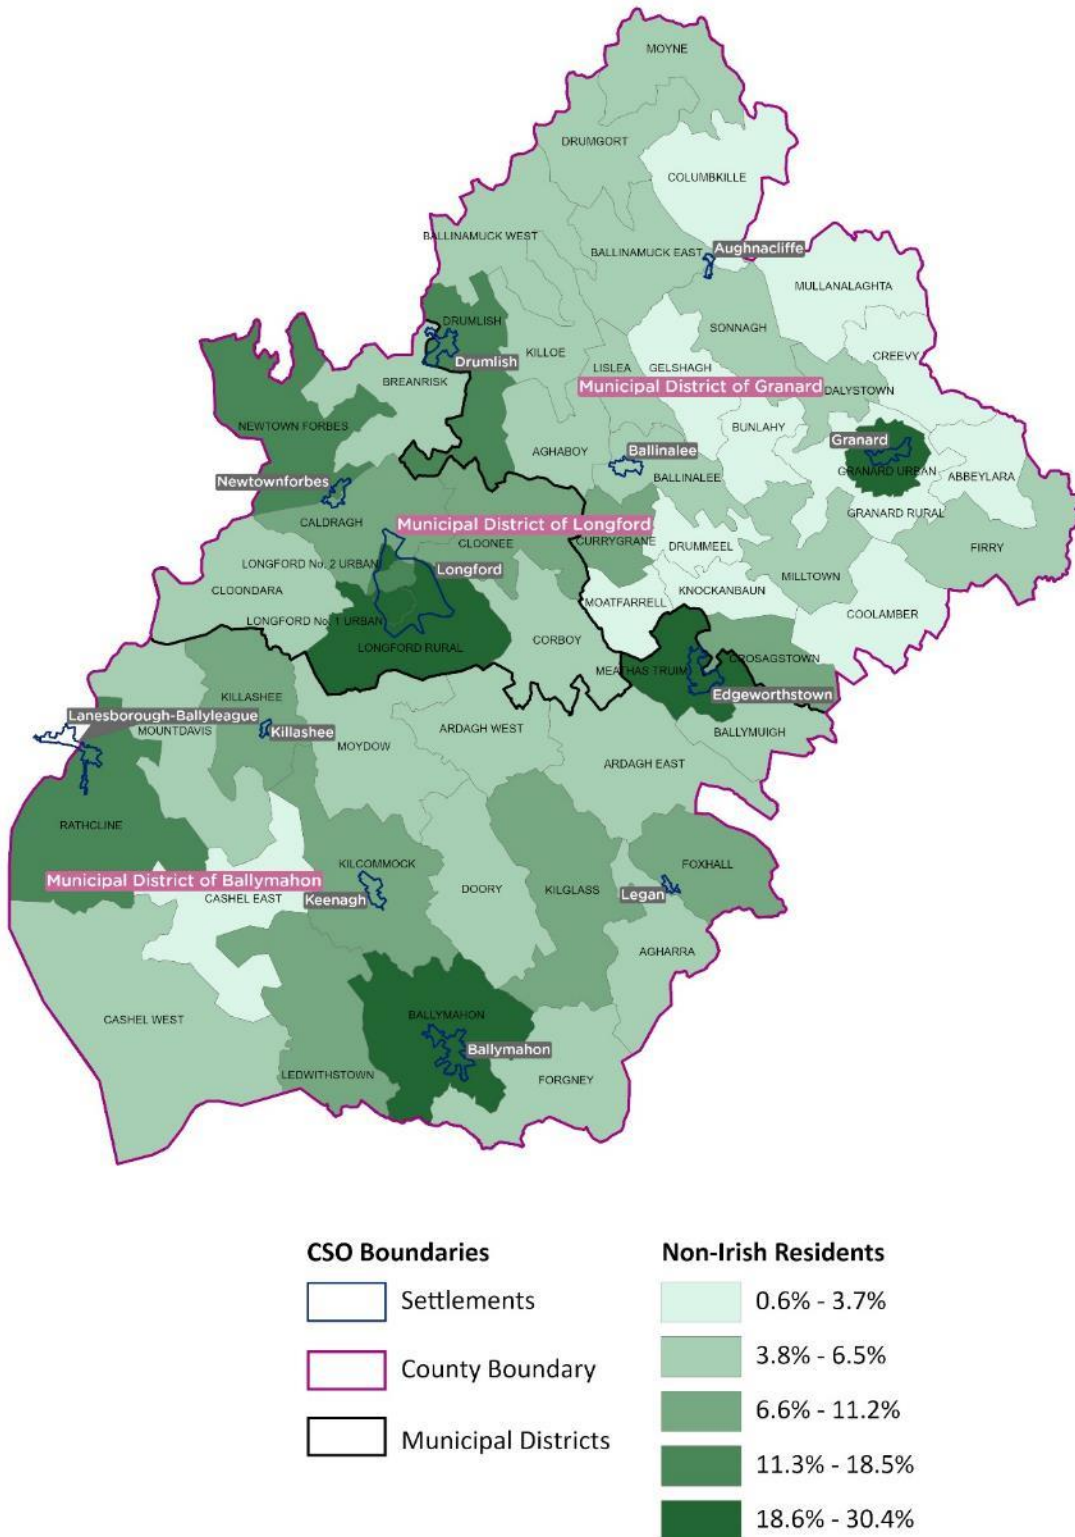 MOYNE
DRUMGORT
COLUMBKILLE
BALLINAMUCK WEST
BALLINAMUCK EAST
Aughnacliffe
MULLANALAGHTA
DRUMLISH
SONNAGH
Drumlish
KILLOE
CREEVY
LISLEA
GELSHAGH
BREANRISK
Municipal District of Granard
DALYSTOWN
NEWTOWN FORBES
BUNLAHY
Granard
AGHABOY
Ballinalee
GRANARD URBAN
Newtownforbes
BALLINALEE
ABBEYLARA
CALDRAGH
Municipal District of Longford
GRANARD RURAL
CLOONEE
CURRYGRANE
DRUMMEEL
FIRRY
LONGFORD No. 2 URBAN
Longford
CLOONDARA
KNOCKANBAUN
MILLTOWN
MOATFARRELL
COOLAMBER
LONGFORD No. 1 URBAN
LONGFORD RURAL
CORBOY
MEATHAS TRUIM
CROSAGSTOWN
KILLASHEE
Edgeworthstown
Lanesborough-Ballyleague
MOUNTDAVIS
Killashee
ARDAGH WEST
BALLYMUIGH
MOYDOW
ARDAGH EAST
RATHCLINE
KILCOMMOCK
FOXHALL
Municipal District of Ballymahon
DOORY
KILGLASS
Legan
CASHEL EAST
Keenagh
AGHARRA
CASHEL WEST
BALLYMAHON
Ballymahon
LEDWITHSTOWN
FORGNEY
CSO Boundaries
Settlements
County Boundary
Municipal Districts
Non-Irish Residents
0.6% - 3.7%
3.8% - 6.5%
6.6% - 11.2%
11.3% - 18.5%
18.6% - 30.4%